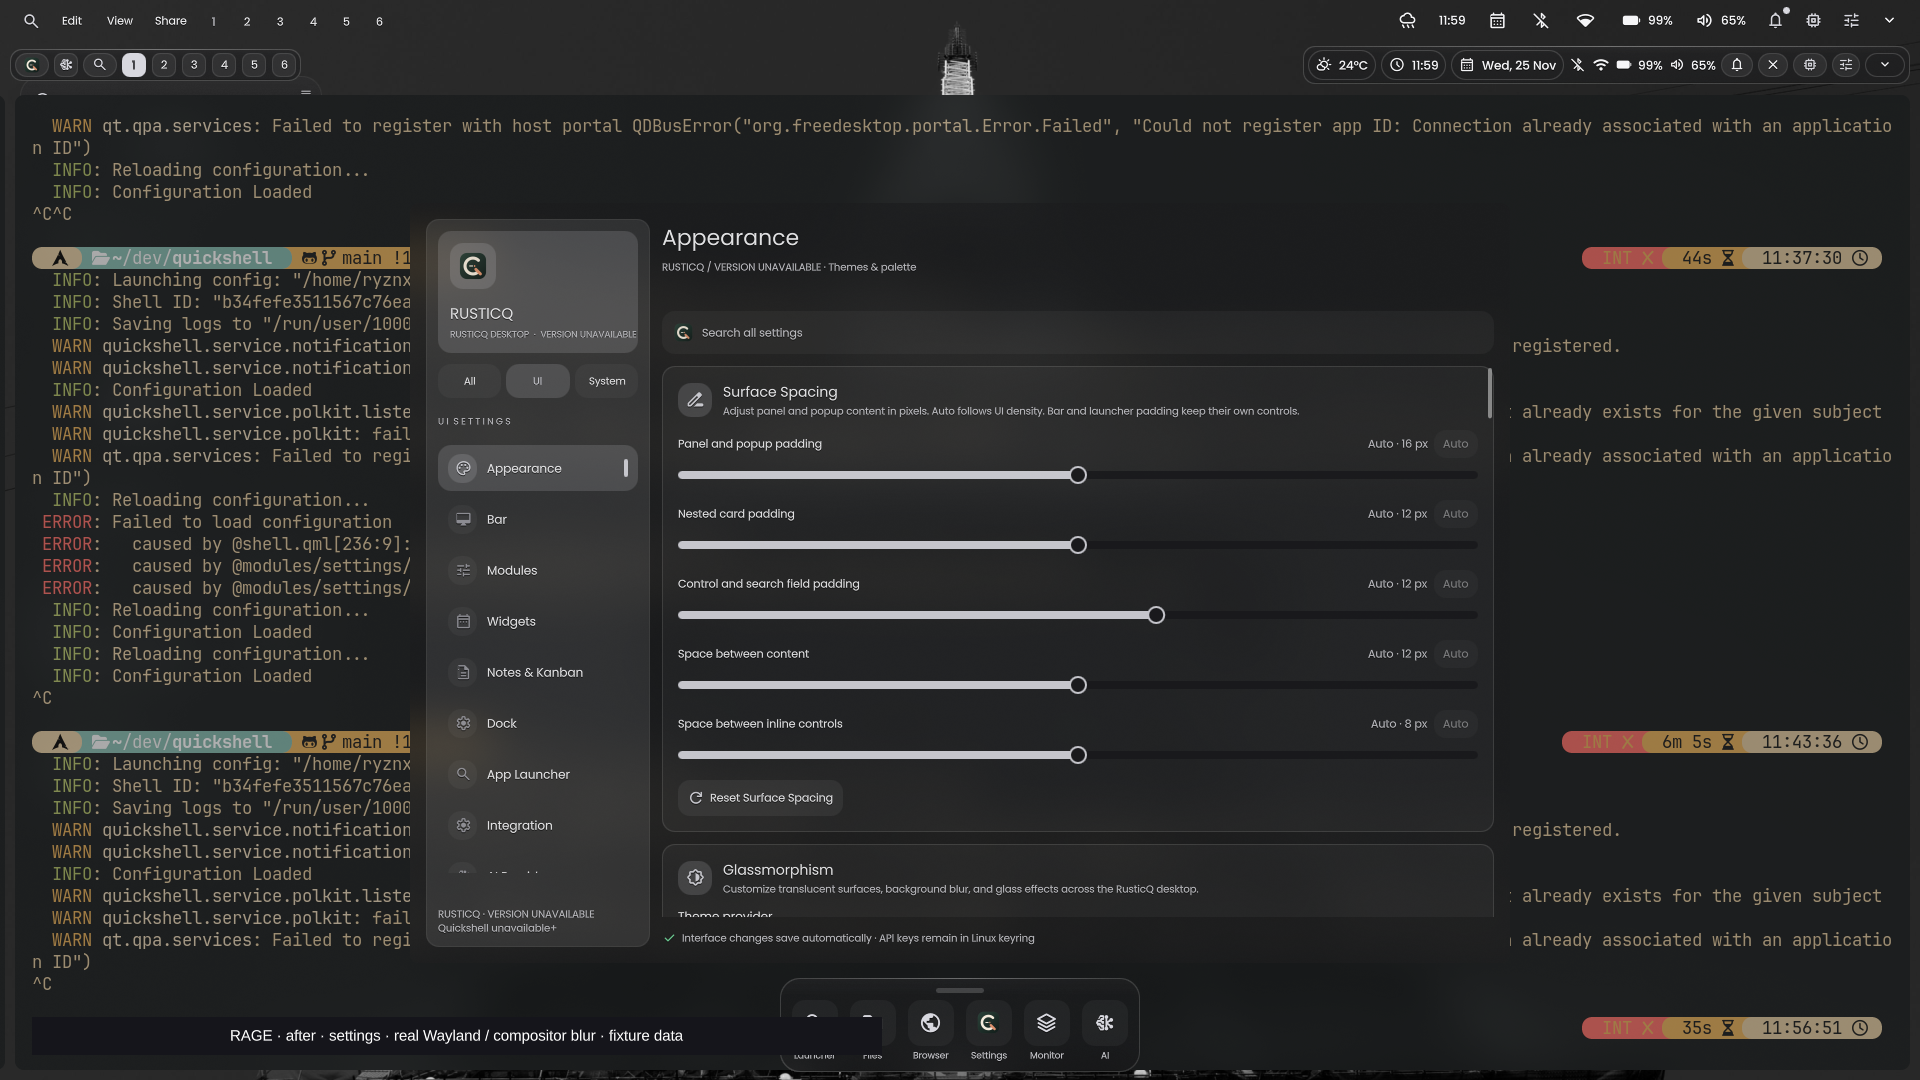 Edit View Share 1 2 3 4 5 6
11:59 99% 65%
1 2 3 4 5 6
24°C 11:59 Wed, 25 Nov 99% 65%
WARN qt.qpa.services: Failed to register with host portal QDBusError("org.freedesktop.portal.Error.Failed", "Could not register app ID: Connection already associated with an applicatio
n ID")
INFO: Reloading configuration...
INFO: Configuration Loaded
^C^C
~/dev/quickshell main !1
INT X 44s 11:37:30
INFO: Launching config: "/home/ryznx
INFO: Shell ID: "b34fefe3511567c76ea
INFO: Saving logs to "/run/user/1000
WARN quickshell.service.notification
registered.
WARN quickshell.service.notification
INFO: Configuration Loaded
WARN quickshell.service.polkit.liste
already exists for the given subject
WARN quickshell.service.polkit: fail
WARN qt.qpa.services: Failed to regi
already associated with an applicatio
n ID")
INFO: Reloading configuration...
ERROR: Failed to load configuration
ERROR: caused by @shell.qml[236:9]:
ERROR: caused by @modules/settings/
ERROR: caused by @modules/settings/
INFO: Reloading configuration...
INFO: Configuration Loaded
INFO: Reloading configuration...
INFO: Configuration Loaded
^C
~/dev/quickshell main !1
INT X 6m 5s 11:43:36
INFO: Launching config: "/home/ryznx
INFO: Shell ID: "b34fefe3511567c76ea
INFO: Saving logs to "/run/user/1000
WARN quickshell.service.notification
registered.
WARN quickshell.service.notification
INFO: Configuration Loaded
WARN quickshell.service.polkit.liste
already exists for the given subject
WARN quickshell.service.polkit: fail
WARN qt.qpa.services: Failed to regi
already associated with an applicatio
n ID")
^C
INT X 35s 11:56:51
RUSTICQ
RUSTICQ DESKTOP · VERSION UNAVAILABLE
All UI System
UI SETTINGS
Appearance
Bar
Modules
Widgets
Notes & Kanban
Dock
App Launcher
Integration
RUSTICQ · VERSION UNAVAILABLE
Quickshell unavailable+
Appearance
RUSTICQ / VERSION UNAVAILABLE · Themes & palette
Search all settings
Surface Spacing
Adjust panel and popup content in pixels. Auto follows UI density. Bar and launcher padding keep their own controls.
Panel and popup padding Auto · 16 px Auto
Nested card padding Auto · 12 px Auto
Control and search field padding Auto · 12 px Auto
Space between content Auto · 12 px Auto
Space between inline controls Auto · 8 px Auto
Reset Surface Spacing
Glassmorphism
Customize translucent surfaces, background blur, and glass effects across the RusticQ desktop.
Theme provider
Interface changes save automatically · API keys remain in Linux keyring
RAGE · after · settings · real Wayland / compositor blur · fixture data
Launcher Files Browser Settings Monitor AI